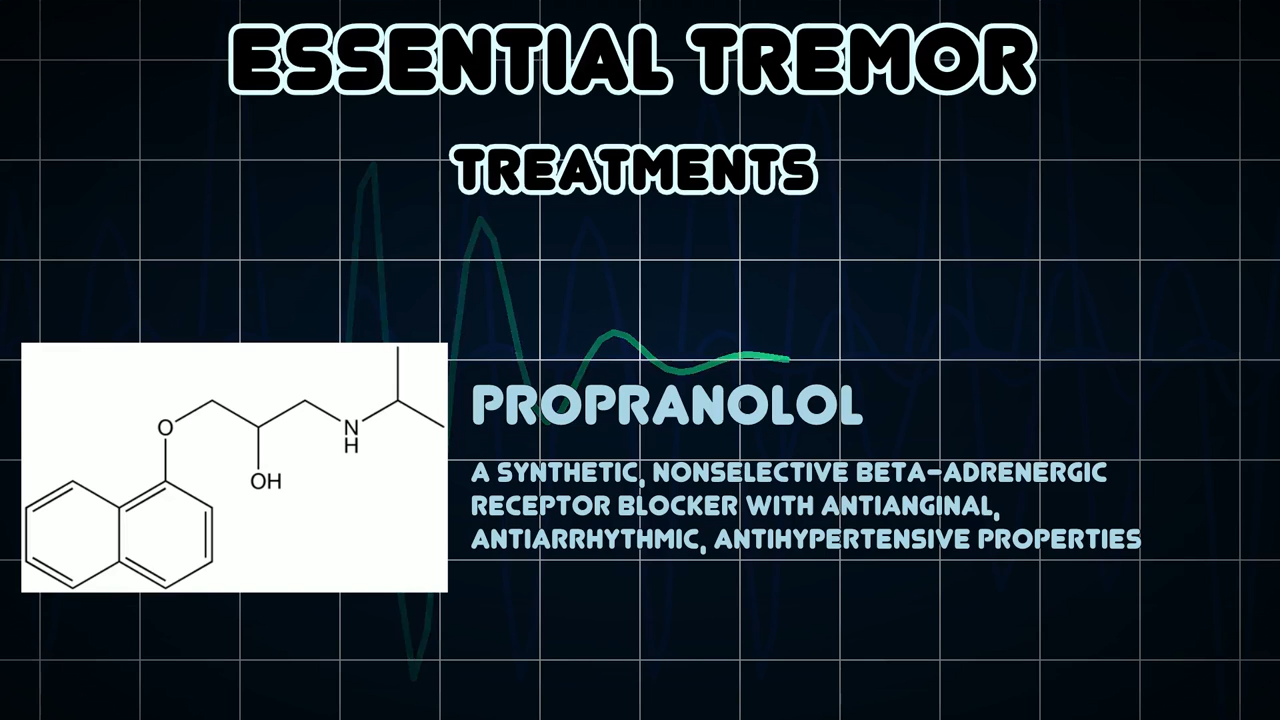 ESSENTIAL TREMOR
TREATMENTS
O
N
H
OH
PROPRANOLOL
A SYNTHETIC, NONSELECTIVE BETA-ADRENERGIC
RECEPTOR BLOCKER WITH ANTIANGINAL,
ANTIARRHYTHMIC, ANTIHYPERTENSIVE PROPERTIES